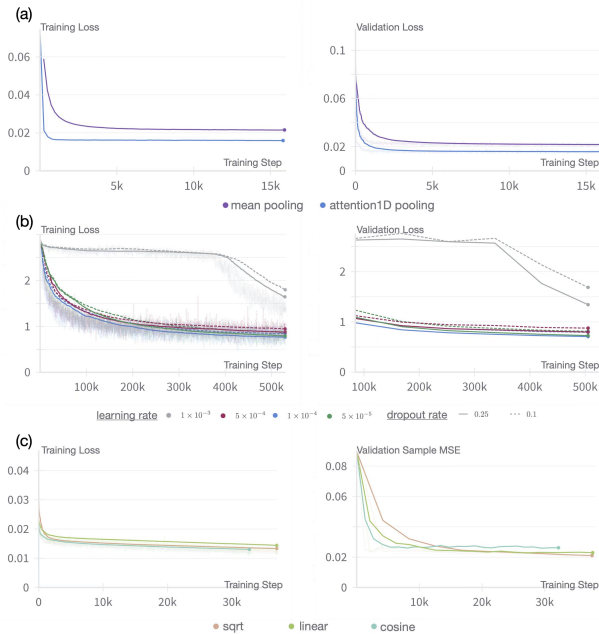 (a)
Training Loss
Validation Loss
0.06
0.04
0.02
0
0.1
0.06
0.02
0
Training Step
5k
10k
15k
Training Step
0
5k
10k
15k
mean pooling
attention1D pooling
(b)
Training Loss
Validation Loss
2
1
0
2
1
0
Training Step
100k
200k
300k
400k
500k
Training Step
100k
200k
300k
400k
500k
learning rate
1 × 10⁻³
5 × 10⁻⁴
1 × 10⁻⁴
5 × 10⁻⁵
dropout rate
0.25
0.1
(c)
Training Loss
Validation Sample MSE
0.04
0.03
0.02
0.01
0
0.08
0.06
0.04
0.02
0
Training Step
0
10k
20k
30k
Training Step
0
10k
20k
30k
sqrt
linear
cosine